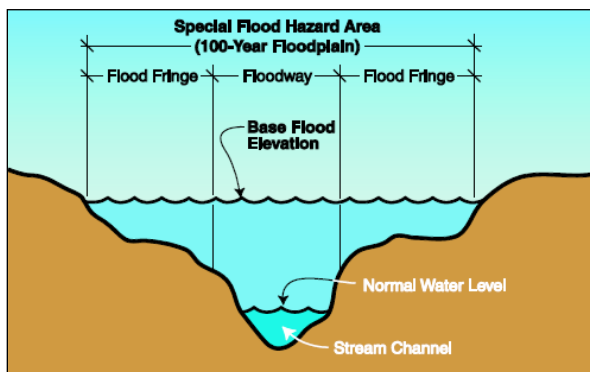 Special Flood Hazard Area
(100-Year Floodplain)
Flood Fringe
Floodway
Flood Fringe
Base Flood
Elevation
Normal Water Level
Stream Channel